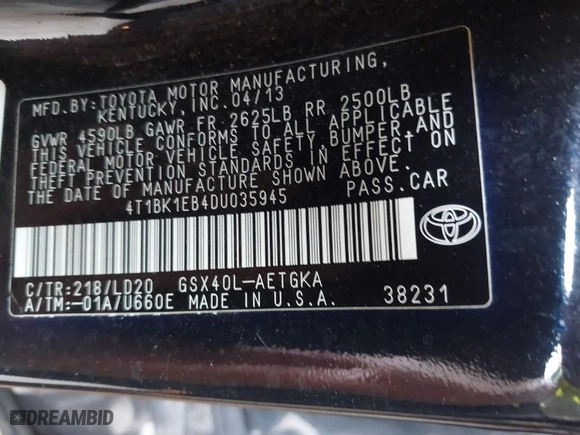 MFD.BY:TOYOTA MOTOR MANUFACTURING,
KENTUCKY, INC.04/13
GVWR 4590LB GAWR FR 2625LB RR 2500LB
THIS VEHICLE CONFORMS TO ALL APPLICABLE
FEDERAL MOTOR VEHICLE SAFETY,BUMPER,AND
THEFT PREVENTION STANDARDS IN EFFECT ON
THE DATE OF MANUFACTURE SHOWN ABOVE.
4T1BK1EB4DU035945 PASS.CAR
TOYOTA
C/TR:218/LD20 GSX40L-AETGKA
A/TM:-01A/U660E MADE IN U.S.A. 38231
DREAMBID